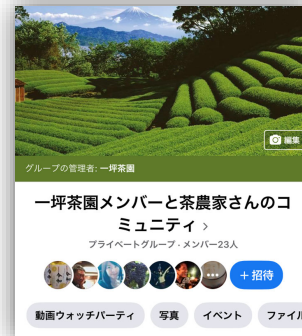 編集
グループの管理者: 一坪茶園
一坪茶園メンバーと茶農家さんのコ
ミュニティ >
プライベートグループ · メンバー23人
+ 招待
動画ウォッチパーティ 写真 イベント ファイル